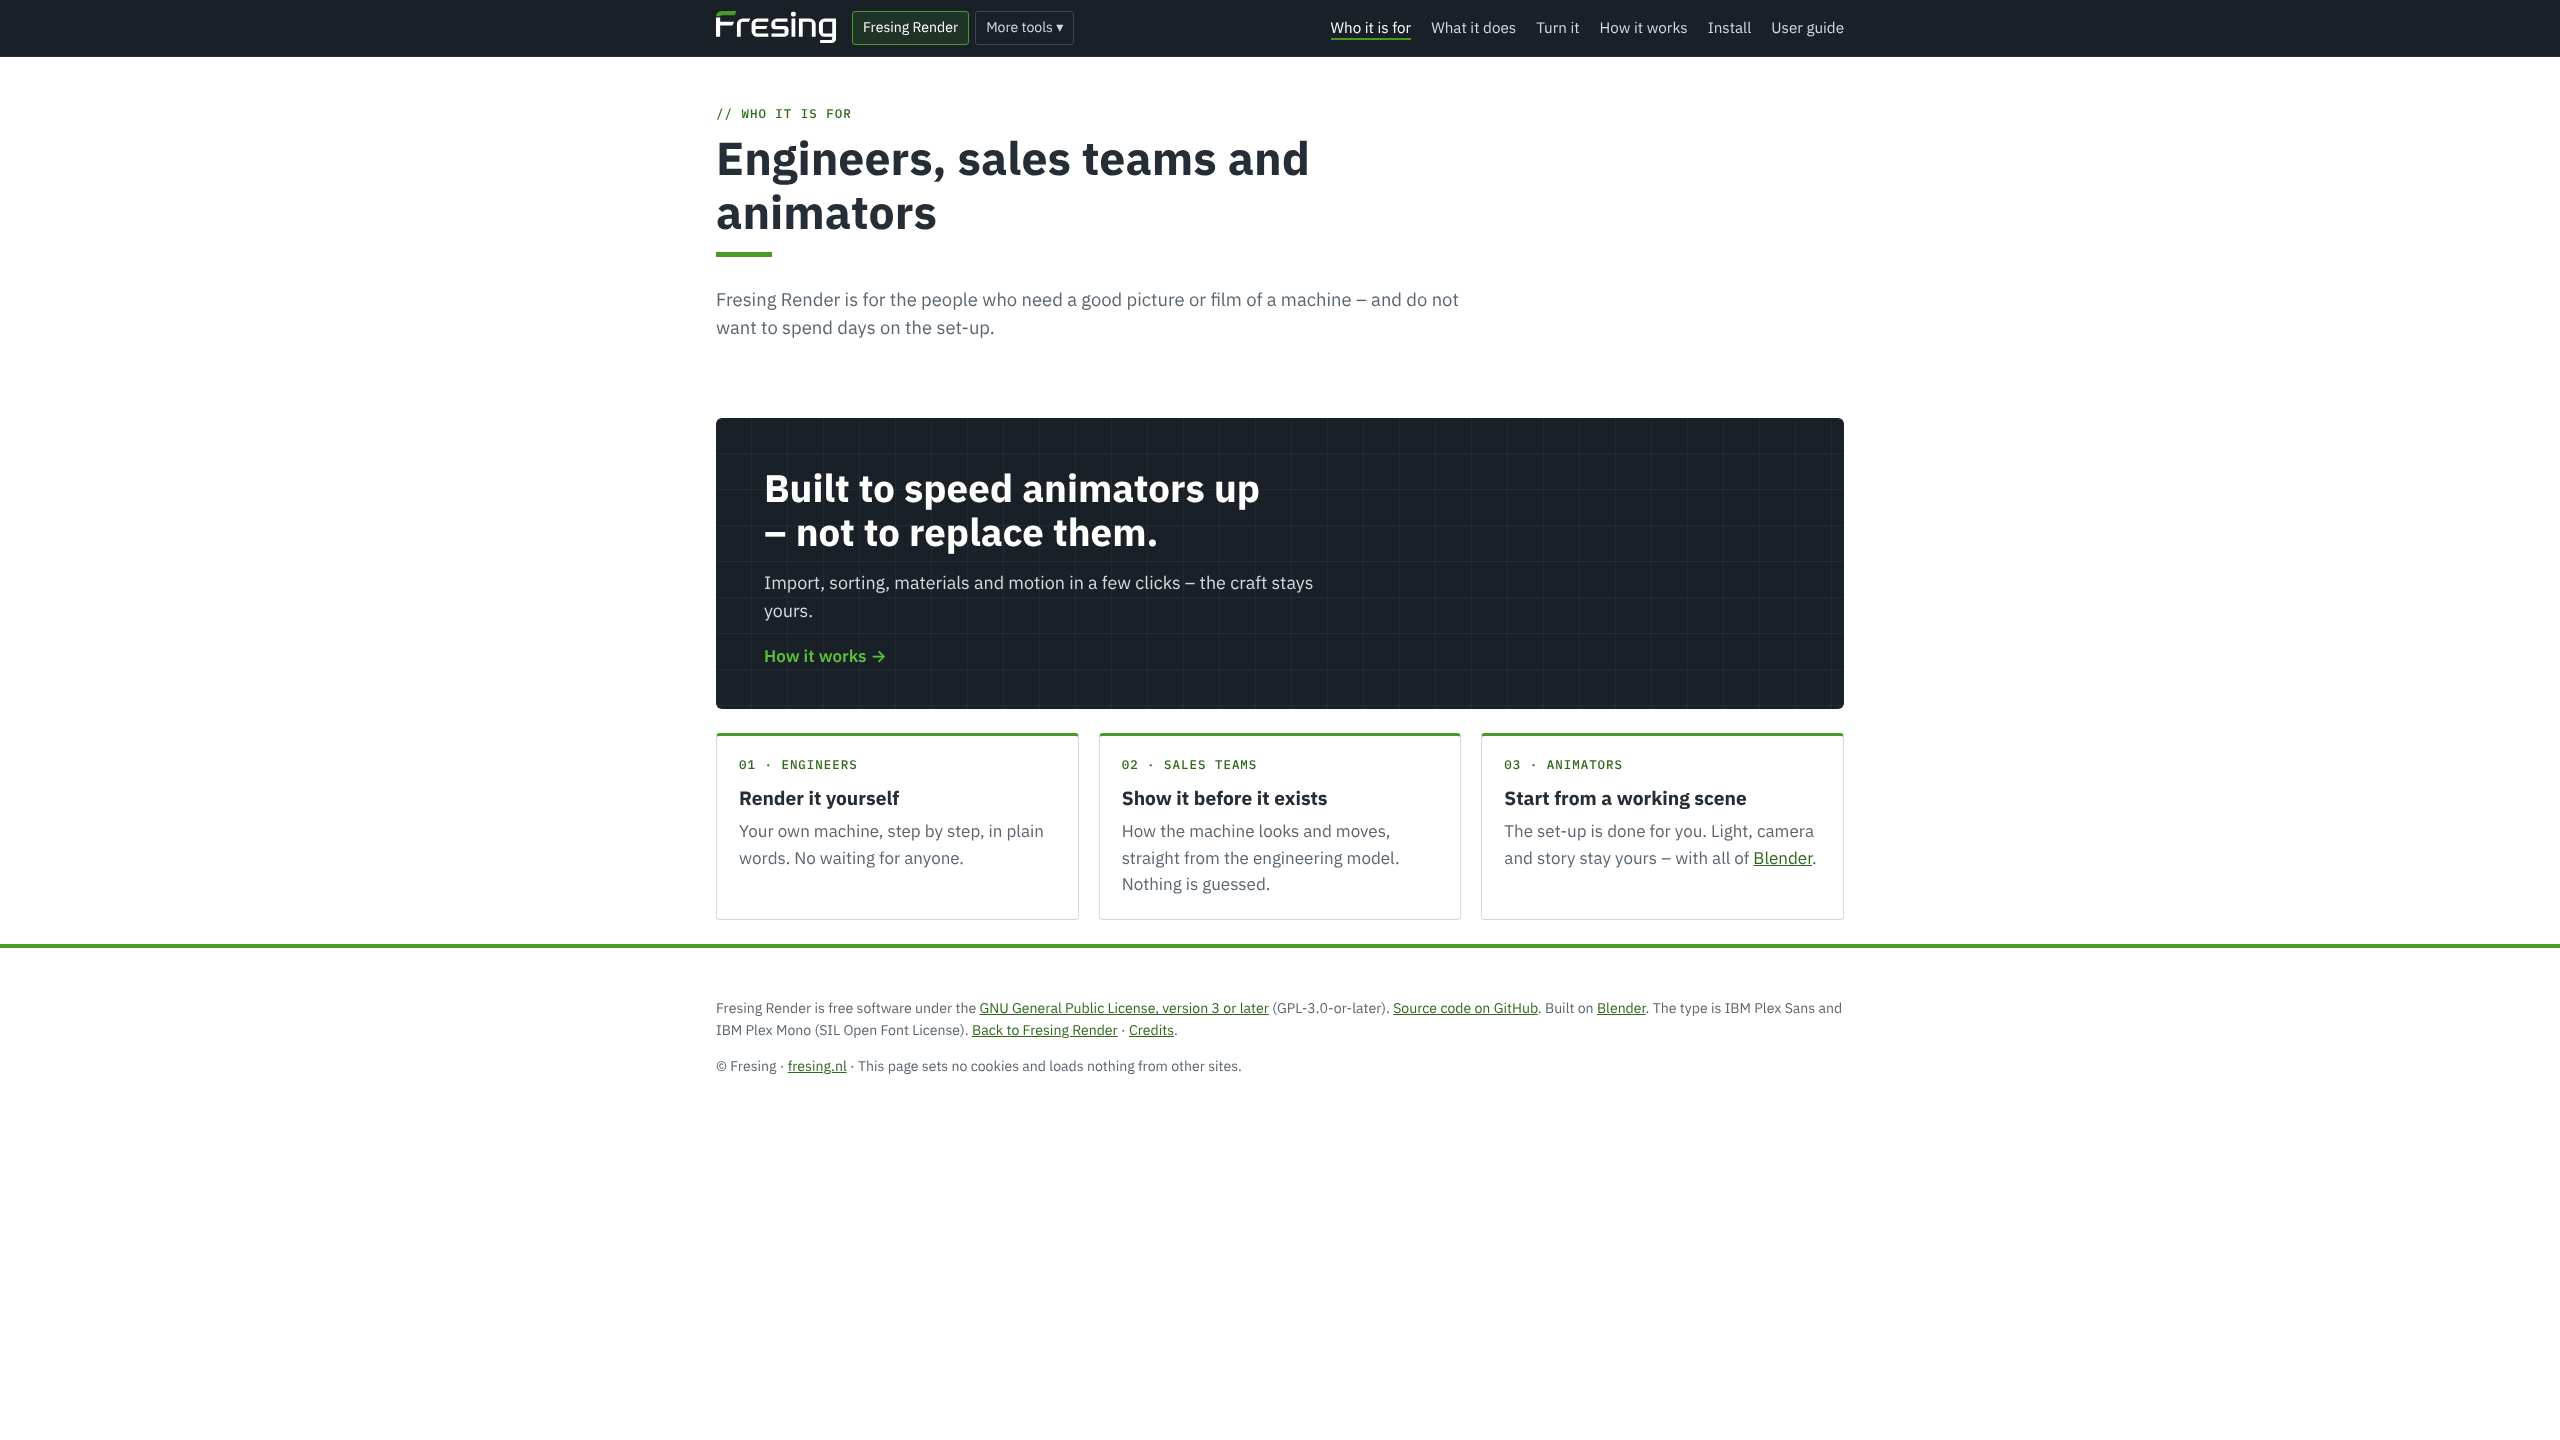 Fresing
Fresing Render
More tools ▾
Who it is for
What it does
Turn it
How it works
Install
User guide
// WHO IT IS FOR
Engineers, sales teams and
animators
Fresing Render is for the people who need a good picture or film of a machine – and do not
want to spend days on the set-up.
Built to speed animators up
– not to replace them.
Import, sorting, materials and motion in a few clicks – the craft stays
yours.
How it works →
01 · ENGINEERS
Render it yourself
Your own machine, step by step, in plain
words. No waiting for anyone.
02 · SALES TEAMS
Show it before it exists
How the machine looks and moves,
straight from the engineering model.
Nothing is guessed.
03 · ANIMATORS
Start from a working scene
The set-up is done for you. Light, camera
and story stay yours – with all of Blender.
Fresing Render is free software under the GNU General Public License, version 3 or later (GPL-3.0-or-later). Source code on GitHub. Built on Blender. The type is IBM Plex Sans and
IBM Plex Mono (SIL Open Font License). Back to Fresing Render · Credits.
© Fresing · fresing.nl · This page sets no cookies and loads nothing from other sites.